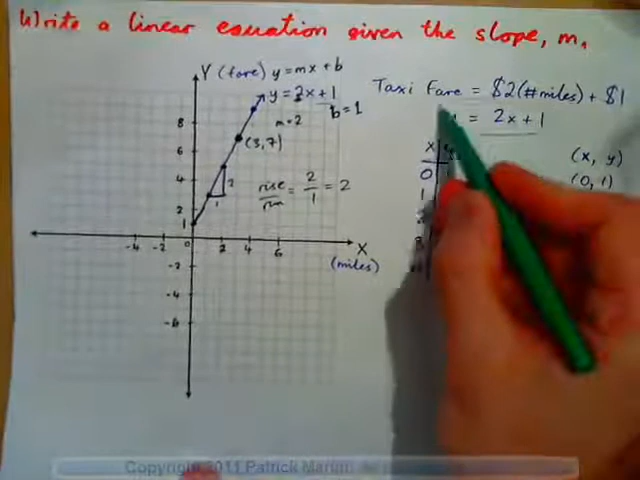 Write a linear equation given the slope, m,
Y (fare) y = mx + b
y = 2x + 1
b = 1
m = 2
(3,7)
rise/run = 2/1 = 2
2
1
8
6
4
2
1
0
-4 -2 2 4 6
X
(miles)
-2
-4
-6
Taxi Fare = $2(#miles) + $1
= 2x + 1
x
0 1
1
(x, y)
(0, 1)
Copyright 2011 Patrick